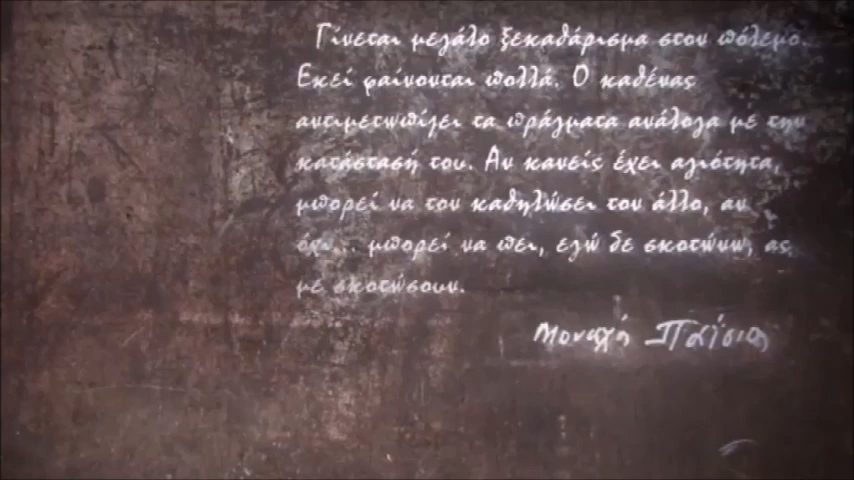 Γίνεται μεγάλο ξεκαθάρισμα στον πόλεμο.
Εκεί φαίνονται πολλά. Ο καθένας
αντιμετωπίζει τα πράγματα ανάλογα με την
κατάστασή του. Αν κανείς έχει αγιότητα,
μπορεί να τον καθηλώσει τον άλλο, αν
όχι... μπορεί να πει, εγώ δε σκοτώνω, ας
με σκοτώσουν.
Μοναχός Παΐσιος